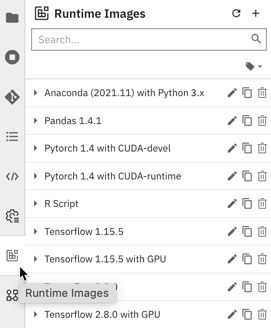 Runtime Images
Search...
Anaconda (2021.11) with Python 3.x
Pandas 1.4.1
Pytorch 1.4 with CUDA-devel
Pytorch 1.4 with CUDA-runtime
R Script
Tensorflow 1.15.5
Tensorflow 1.15.5 with GPU
Runtime Images
Tensorflow 2.8.0 with GPU